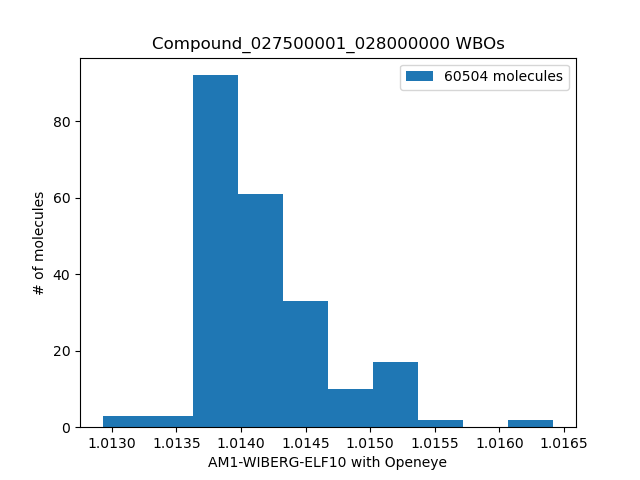 Compound_027500001_028000000 WBOs
60504 molecules
80
60
40
20
0
# of molecules
1.0130 1.0135 1.0140 1.0145 1.0150 1.0155 1.0160 1.0165
AM1-WIBERG-ELF10 with Openeye